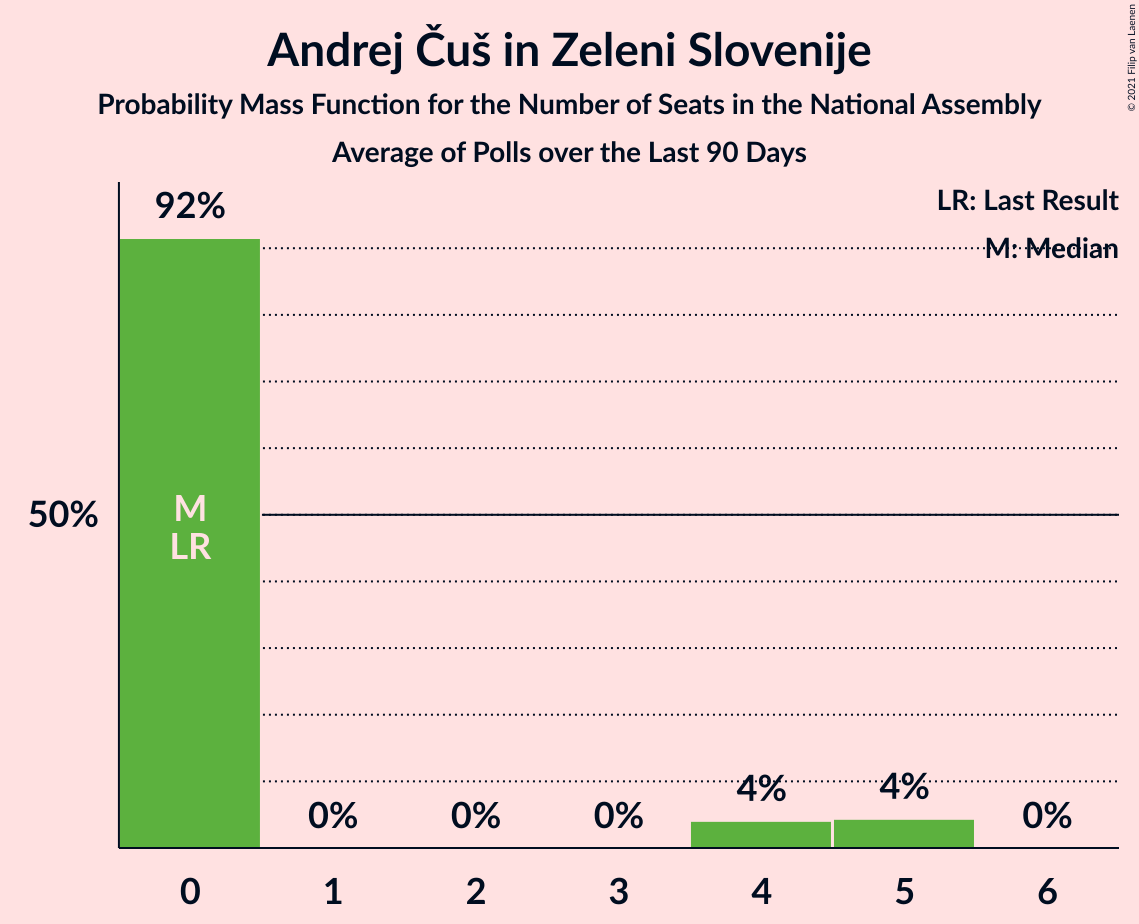 Andrej Čuš in Zeleni Slovenije
Probability Mass Function for the Number of Seats in the National Assembly
Average of Polls over the Last 90 Days
© 2021 Filip van Laenen
LR: Last Result
M: Median
92%
50%
M
LR
0%
0%
0%
4%
4%
0%
0
1
2
3
4
5
6